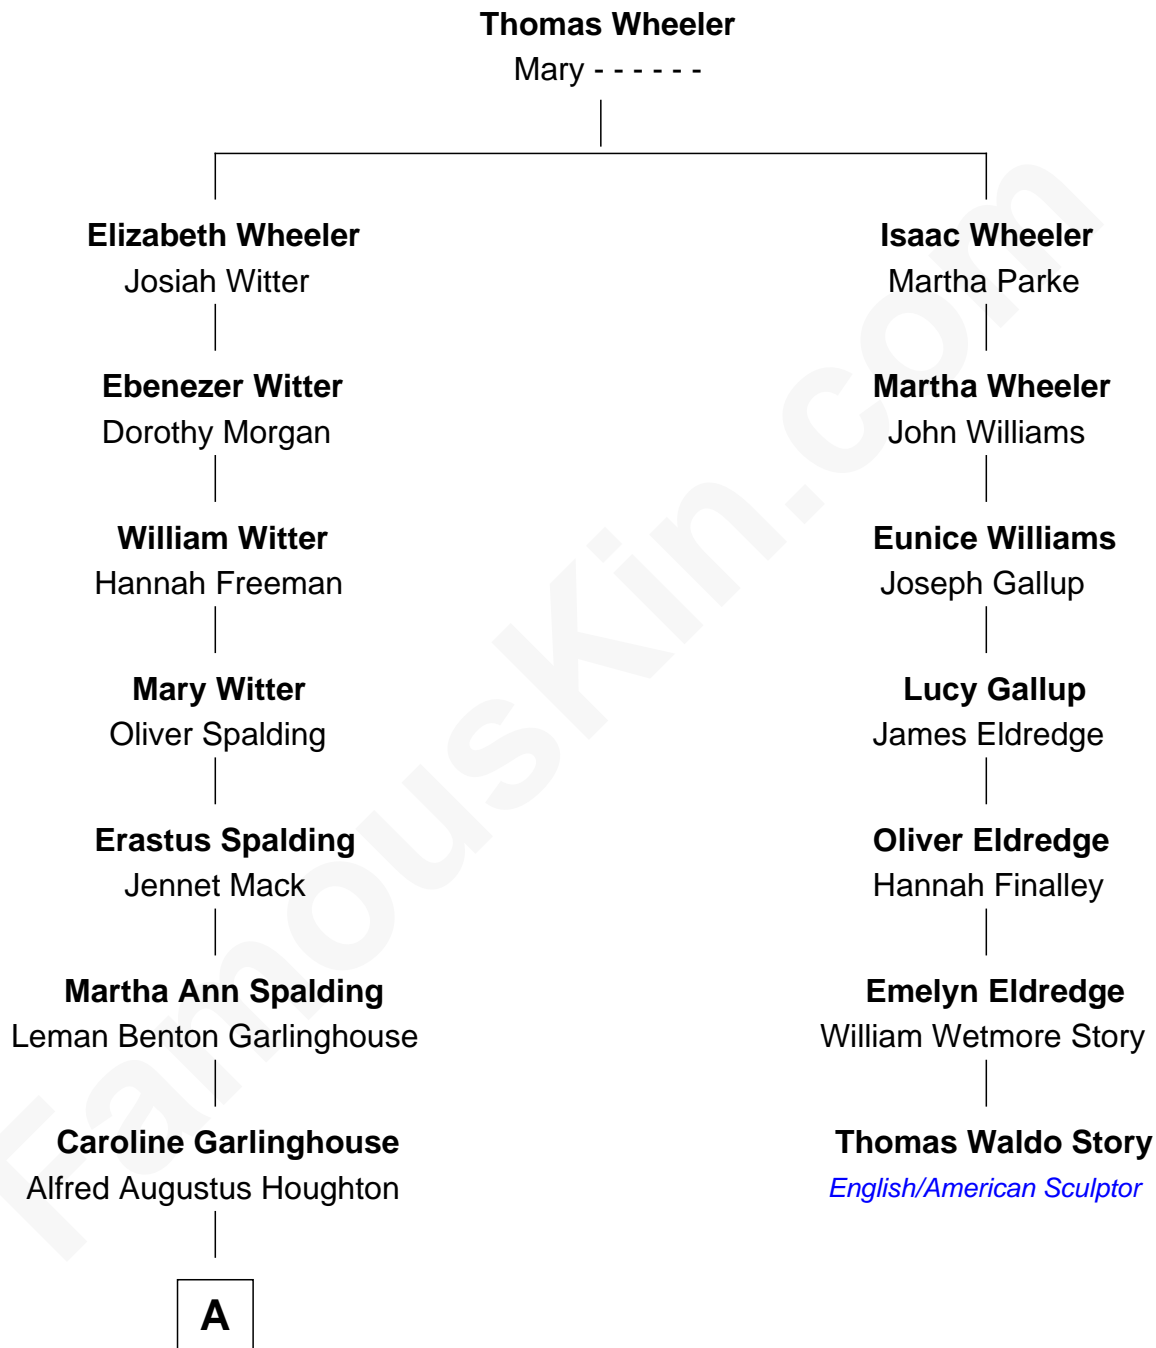 Thomas Wheeler
Mary - - - - - -
Elizabeth Wheeler
Josiah Witter
Isaac Wheeler
Martha Parke
Ebenezer Witter
Dorothy Morgan
Martha Wheeler
John Williams
William Witter
Hannah Freeman
Eunice Williams
Joseph Gallup
Mary Witter
Oliver Spalding
Lucy Gallup
James Eldredge
Erastus Spalding
Jennet Mack
Oliver Eldredge
Hannah Finalley
Martha Ann Spalding
Leman Benton Garlinghouse
Emelyn Eldredge
William Wetmore Story
Caroline Garlinghouse
Alfred Augustus Houghton
Thomas Waldo Story
English/American Sculptor
A
FamousKin.com